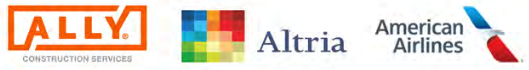 ALLY®
CONSTRUCTION SERVICES
Altria
American
Airlines